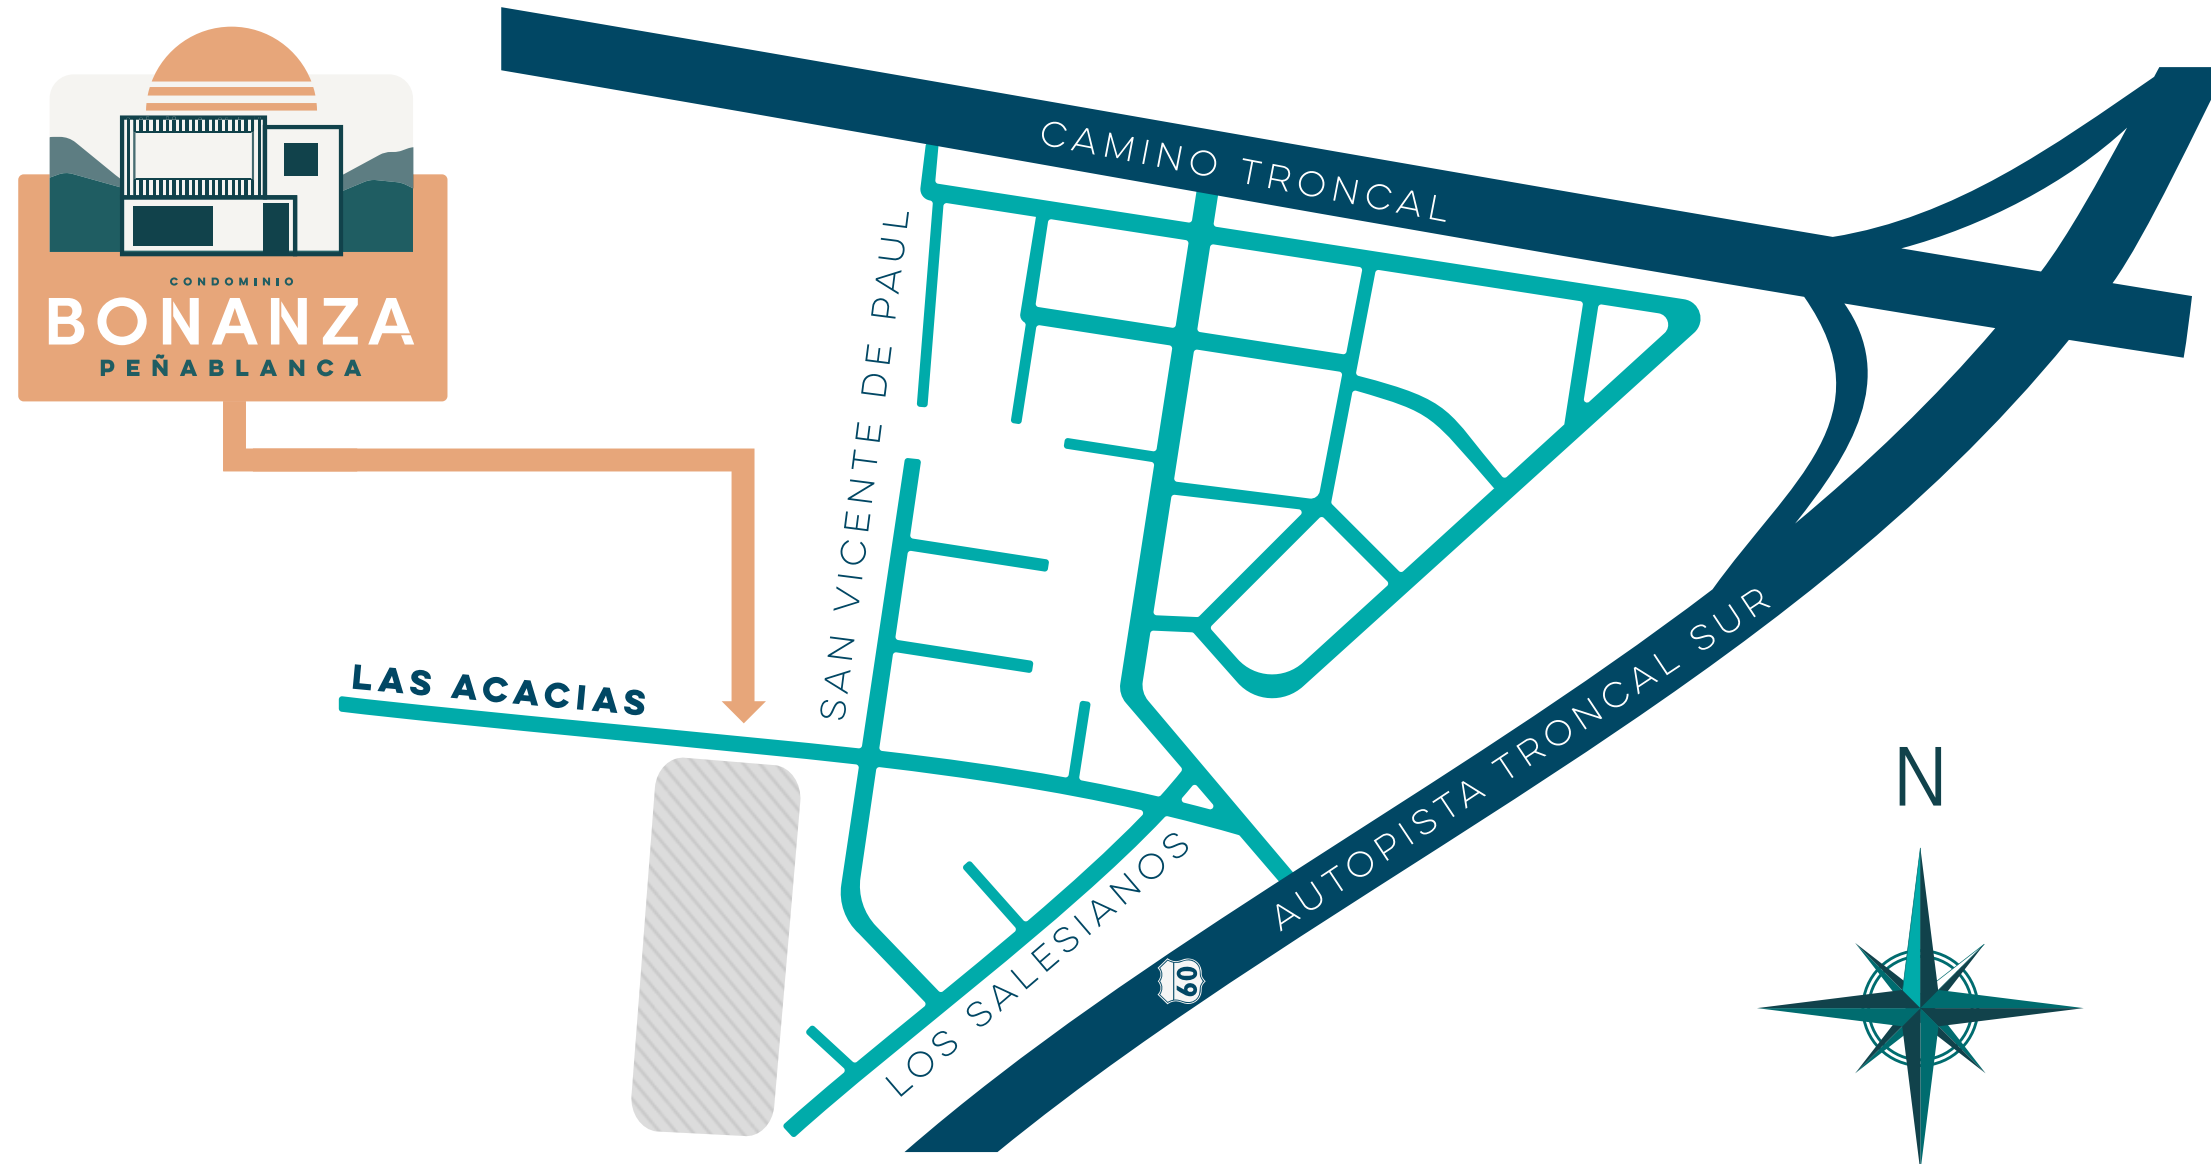 CONDOMINIO
BONANZA
PEÑABLANCA
CAMINO TRONCAL
SAN VICENTE DE PAUL
LAS ACACIAS
AUTOPISTA TRONCAL SUR
LOS SALESIANOS
60
N